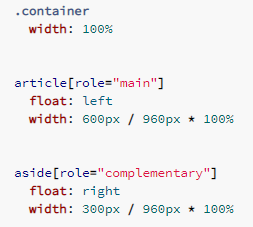 .container
  width: 100%
article[role="main"]
  float: left
  width: 600px / 960px * 100%
aside[role="complementary"]
  float: right
  width: 300px / 960px * 100%